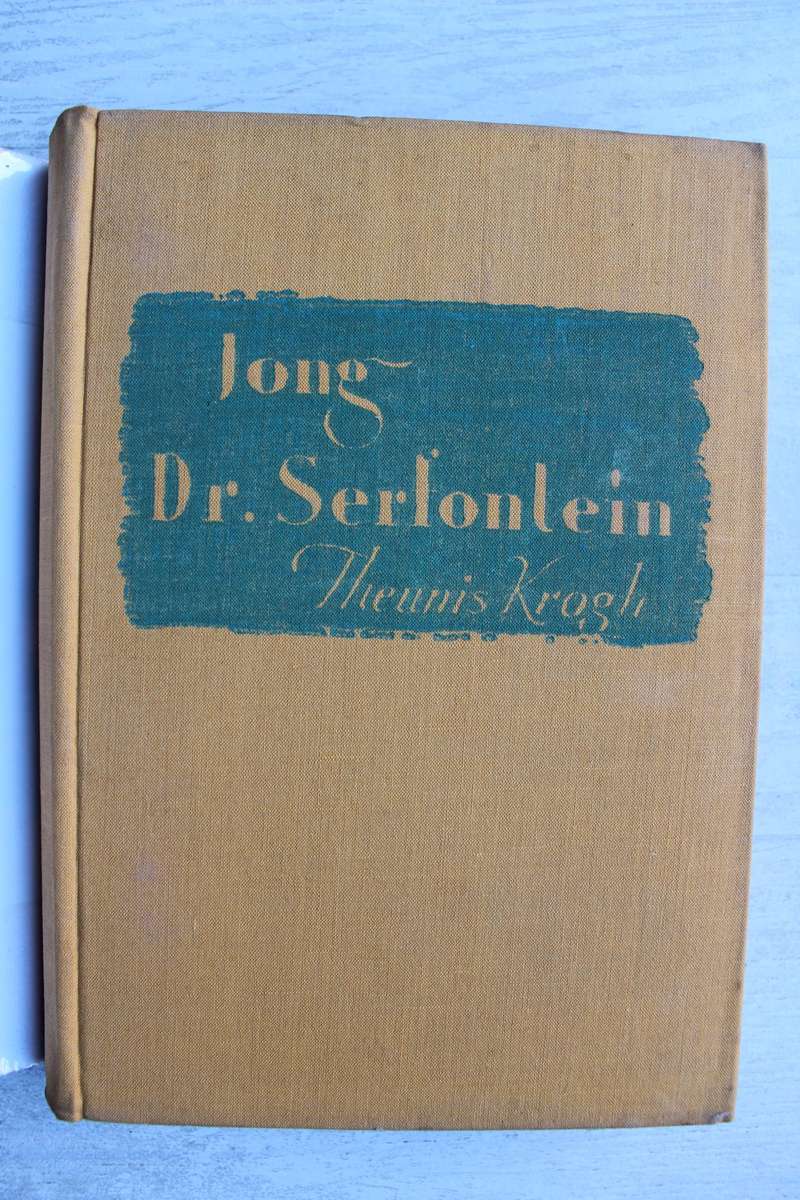 Jong
Dr. Serfontein
Theunis Krogh